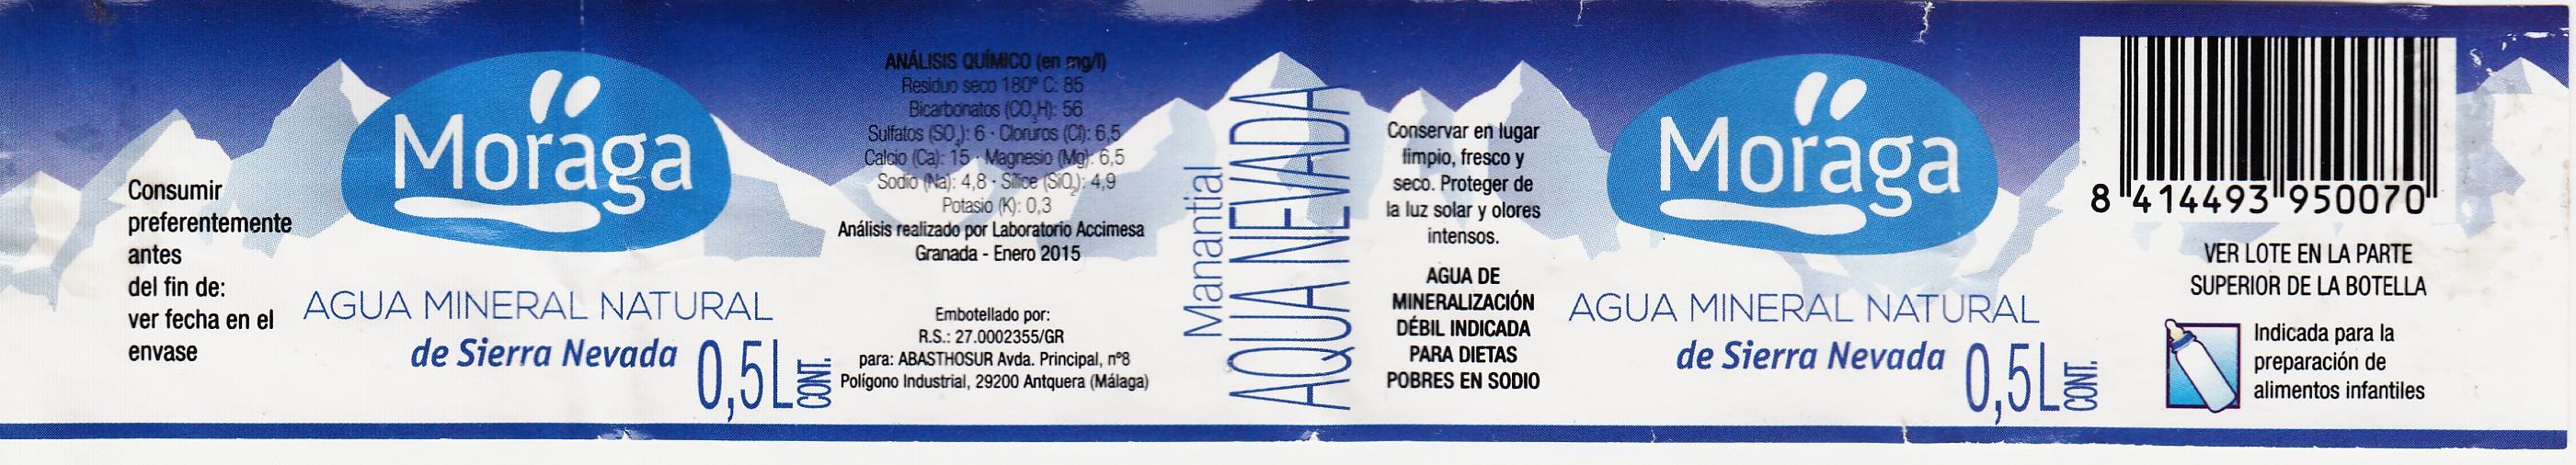 Consumir
preferentemente
antes
del fin de:
ver fecha en el
envase
Moraga
AGUA MINERAL NATURAL
de Sierra Nevada
0,5L CONT.
ANÁLISIS QUÍMICO (en mg/l)
Residuo seco 180º C: 85
Bicarbonatos (CO₃H): 56
Sulfatos (SO₄): 6 · Cloruros (Cl): 6,5
Calcio (Ca): 15 · Magnesio (Mg): 6,5
Sodio (Na): 4,8 · Sílice (SiO₂): 4,9
Potasio (K): 0,3
Análisis realizado por Laboratorio Accimesa
Granada - Enero 2015
Embotellado por:
R.S.: 27.0002355/GR
para: ABASTHOSUR Avda. Principal, nº8
Polígono Industrial, 29200 Antquera (Málaga)
Manantial
AQUA NEVADA
Conservar en lugar
limpio, fresco y
seco. Proteger de
la luz solar y olores
intensos.
AGUA DE
MINERALIZACIÓN
DÉBIL INDICADA
PARA DIETAS
POBRES EN SODIO
Moraga
AGUA MINERAL NATURAL
de Sierra Nevada
0,5L CONT.
8 414493 950070
VER LOTE EN LA PARTE
SUPERIOR DE LA BOTELLA
Indicada para la
preparación de
alimentos infantiles